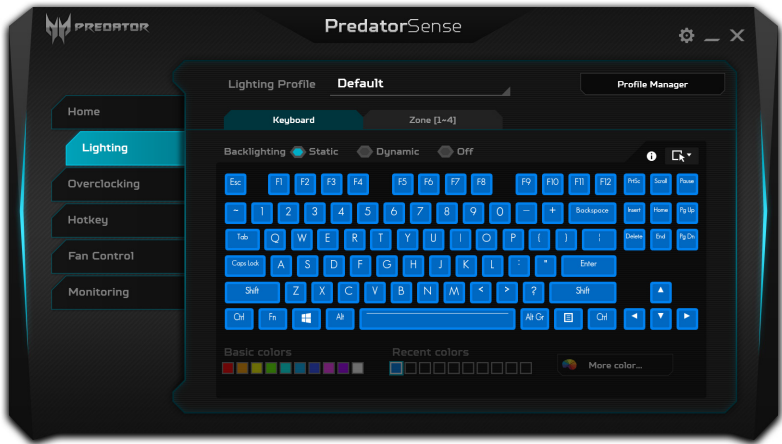 PREDATOR
PredatorSense
Lighting Profile Default Profile Manager
Home
Lighting
Overclocking
Hotkey
Fan Control
Monitoring
Keyboard Zone [1-4]
Backlighting Static Dynamic Off
Esc F1 F2 F3 F4 F5 F6 F7 F8 F9 F10 F11 F12 PrtSc Scroll Pause
~ 1 2 3 4 5 6 7 8 9 0 — + Backspace Insert Home Pg Up
Tab Q W E R T Y U I O P { } ¦ Delete End Pg Dn
Caps Lock A S D F G H J K L : " Enter
Shift Z X C V B N M < > ? Shift
Ctrl Fn Alt Alt Gr Ctrl
Basic colors Recent colors
More color...